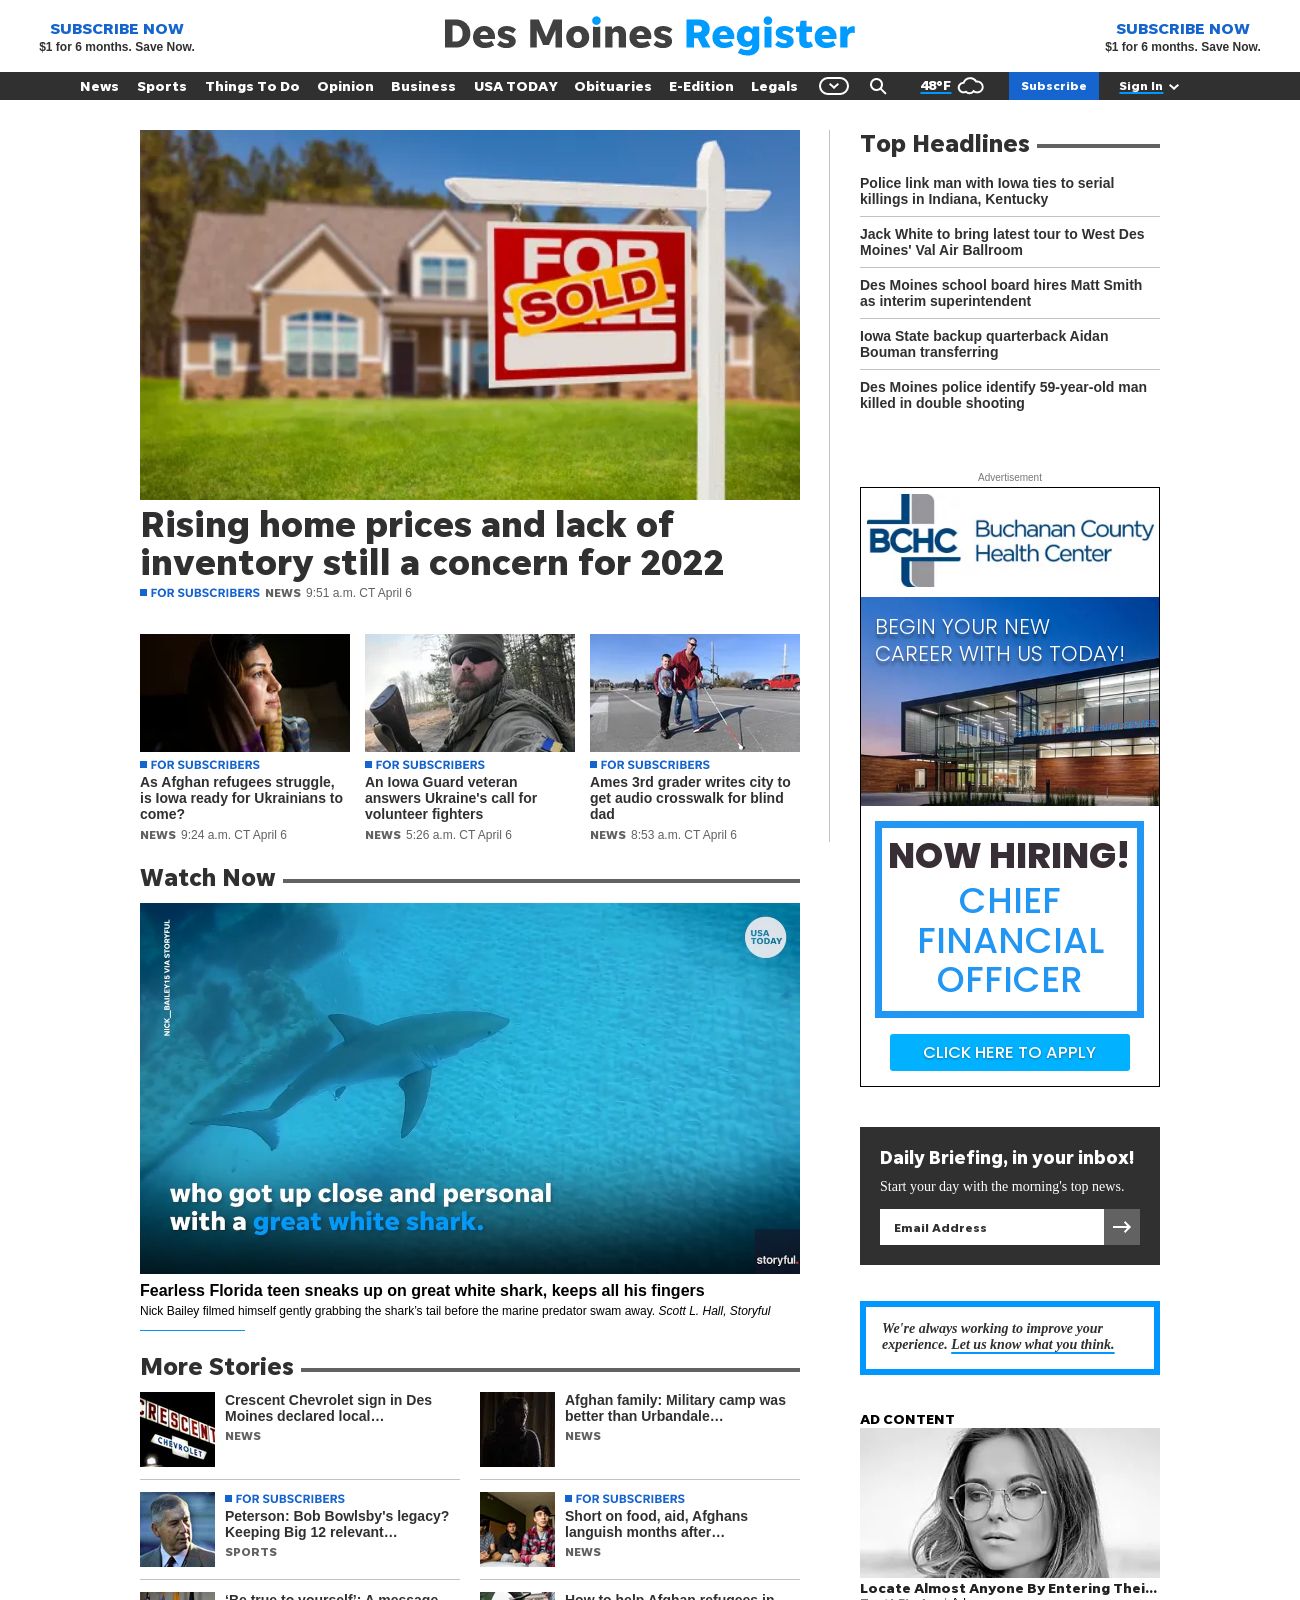 SUBSCRIBE NOW
$1 for 6 months. Save Now.
Des Moines Register
SUBSCRIBE NOW
$1 for 6 months. Save Now.
News Sports Things To Do Opinion Business USA TODAY Obituaries E-Edition Legals 48°F Subscribe Sign In
FOR
SOLD
Rising home prices and lack of
inventory still a concern for 2022
FOR SUBSCRIBERS NEWS 9:51 a.m. CT April 6
FOR SUBSCRIBERS
As Afghan refugees struggle,
is Iowa ready for Ukrainians to
come?
NEWS 9:24 a.m. CT April 6
FOR SUBSCRIBERS
An Iowa Guard veteran
answers Ukraine's call for
volunteer fighters
NEWS 5:26 a.m. CT April 6
FOR SUBSCRIBERS
Ames 3rd grader writes city to
get audio crosswalk for blind
dad
NEWS 8:53 a.m. CT April 6
Watch Now
NICK_BAILEY15 VIA STORYFUL
USA
TODAY
who got up close and personal
with a great white shark.
storyful.
Fearless Florida teen sneaks up on great white shark, keeps all his fingers
Nick Bailey filmed himself gently grabbing the shark's tail before the marine predator swam away. Scott L. Hall, Storyful
More Stories
CRESCENT
CHEVROLET
Crescent Chevrolet sign in Des
Moines declared local…
NEWS
Afghan family: Military camp was
better than Urbandale…
NEWS
FOR SUBSCRIBERS
Peterson: Bob Bowlsby's legacy?
Keeping Big 12 relevant…
SPORTS
FOR SUBSCRIBERS
Short on food, aid, Afghans
languish months after…
NEWS
'Be true to yourself': A message
How to help Afghan refugees in
Top Headlines
Police link man with Iowa ties to serial
killings in Indiana, Kentucky
Jack White to bring latest tour to West Des
Moines' Val Air Ballroom
Des Moines school board hires Matt Smith
as interim superintendent
Iowa State backup quarterback Aidan
Bouman transferring
Des Moines police identify 59-year-old man
killed in double shooting
Advertisement
BCHC
Buchanan County
Health Center
BEGIN YOUR NEW
CAREER WITH US TODAY!
NOW HIRING!
CHIEF
FINANCIAL
OFFICER
CLICK HERE TO APPLY
Daily Briefing, in your inbox!
Start your day with the morning's top news.
Email Address
We're always working to improve your
experience. Let us know what you think.
AD CONTENT
Locate Almost Anyone By Entering Thei...